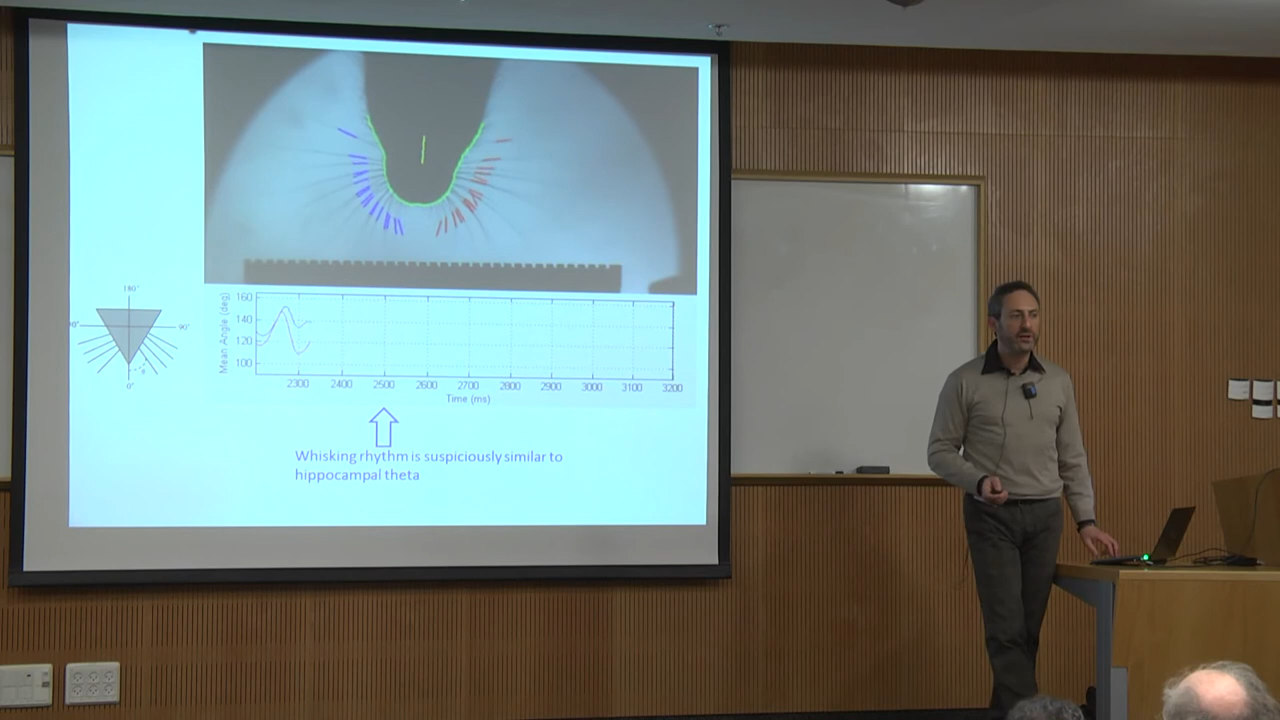 180°
0°
90°
θ
0°
Mean Angle (deg)
160
140
120
100
2300 2400 2500 2600 2700 2800 2900 3000 3100 3200
Time (ms)
Whisking rhythm is suspiciously similar to
hippocampal theta